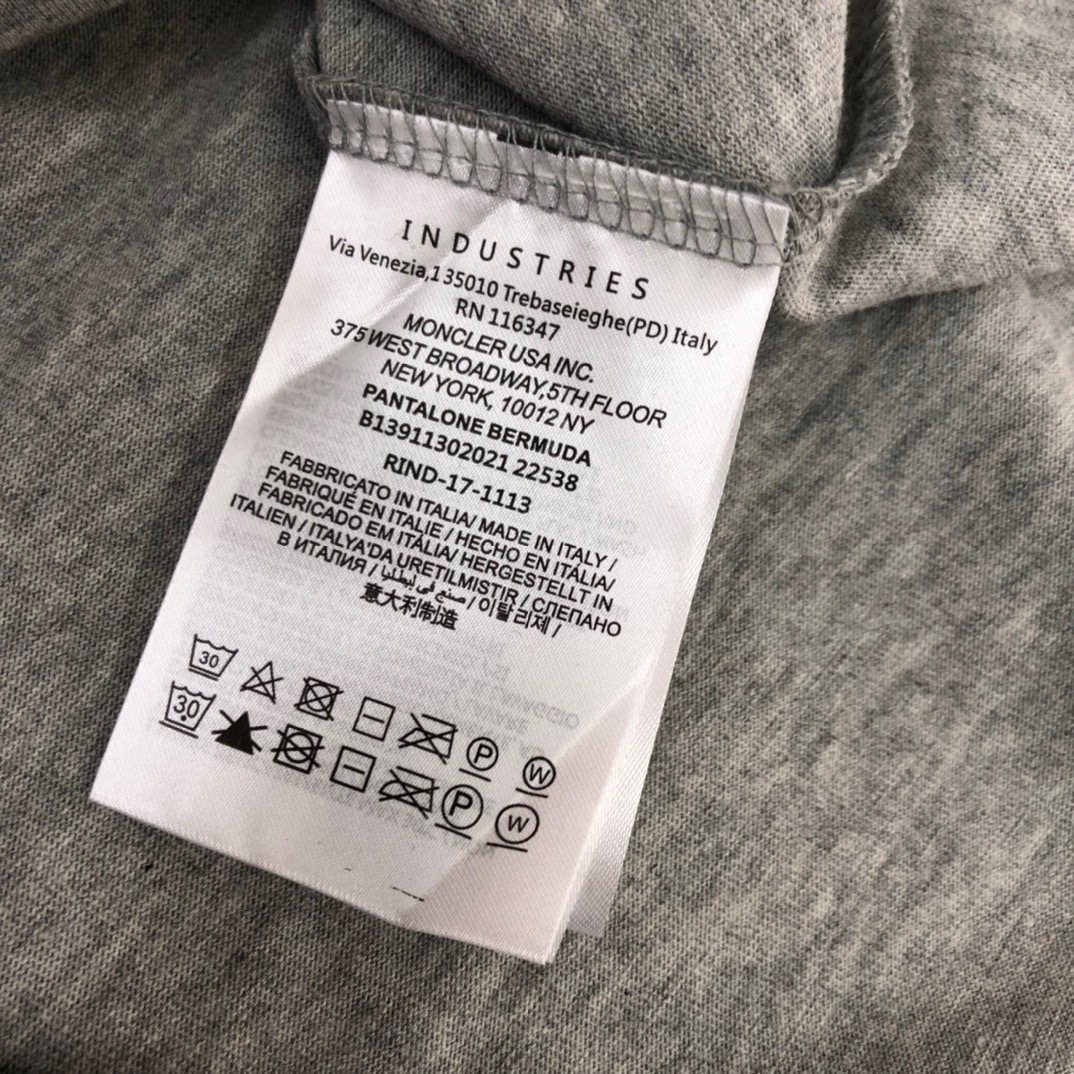 INDUSTRIES
Via Venezia,1 35010 Trebaseieghe(PD) Italy
RN 116347
MONCLER USA INC.
375 WEST BROADWAY,5TH FLOOR
NEW YORK, 10012 NY
PANTALONE BERMUDA
B13911302021 22538
RIND-17-1113
FABBRICATO IN ITALIA/ MADE IN ITALY /
FABRIQUÉ EN ITALIE / HECHO EN ITÁLIA/
FABRICADO EM ITÁLIA/ HERGESTELLT IN
ITALIEN / ITALYA'DA URETILMISTIR / СЛЕПАНО
В ИТАПИЯ / صنع في ايطليا / 이탈리제 /
意大利制造
30 P W
30 P W